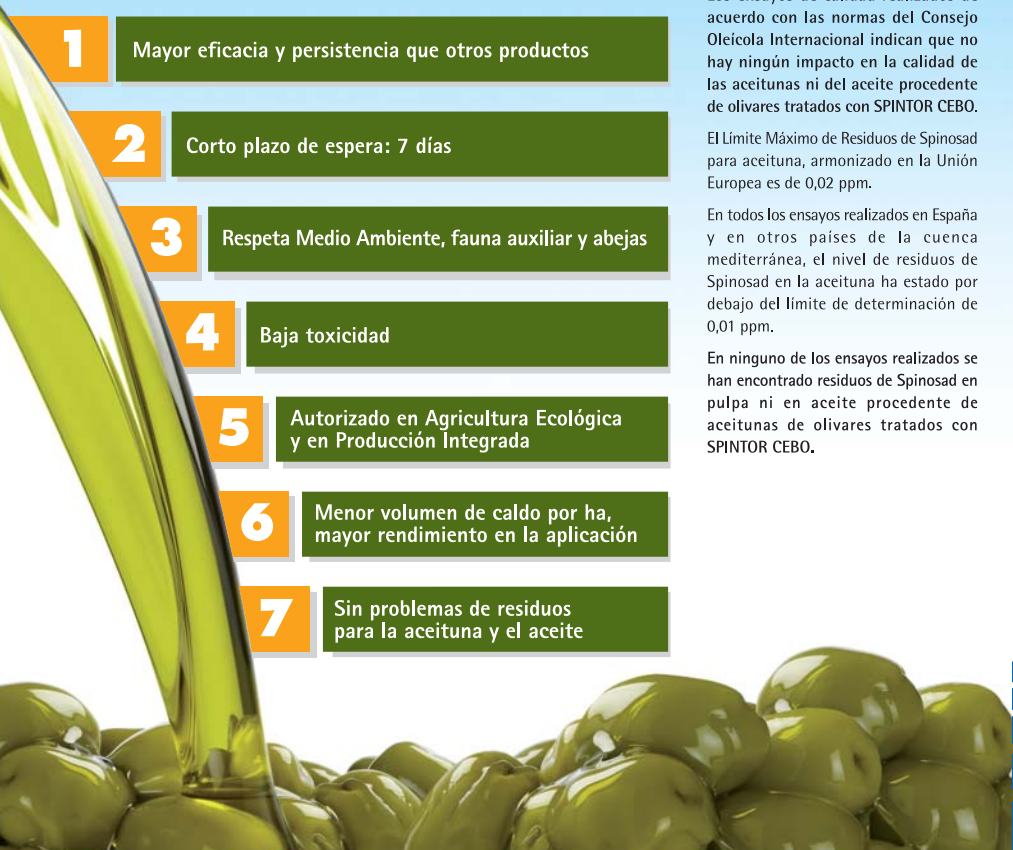 1
Mayor eficacia y persistencia que otros productos
2
Corto plazo de espera: 7 días
3
Respeta Medio Ambiente, fauna auxiliar y abejas
4
Baja toxicidad
5
Autorizado en Agricultura Ecológica
y en Producción Integrada
6
Menor volumen de caldo por ha,
mayor rendimiento en la aplicación
7
Sin problemas de residuos
para la aceituna y el aceite
acuerdo con las normas del Consejo
Oleícola Internacional indican que no
hay ningún impacto en la calidad de
las aceitunas ni del aceite procedente
de olivares tratados con SPINTOR CEBO.
El Límite Máximo de Residuos de Spinosad
para aceituna, armonizado en la Unión
Europea es de 0,02 ppm.
En todos los ensayos realizados en España
y en otros países de la cuenca
mediterránea, el nivel de residuos de
Spinosad en la aceituna ha estado por
debajo del límite de determinación de
0,01 ppm.
En ninguno de los ensayos realizados se
han encontrado residuos de Spinosad en
pulpa ni en aceite procedente de
aceitunas de olivares tratados con
SPINTOR CEBO.